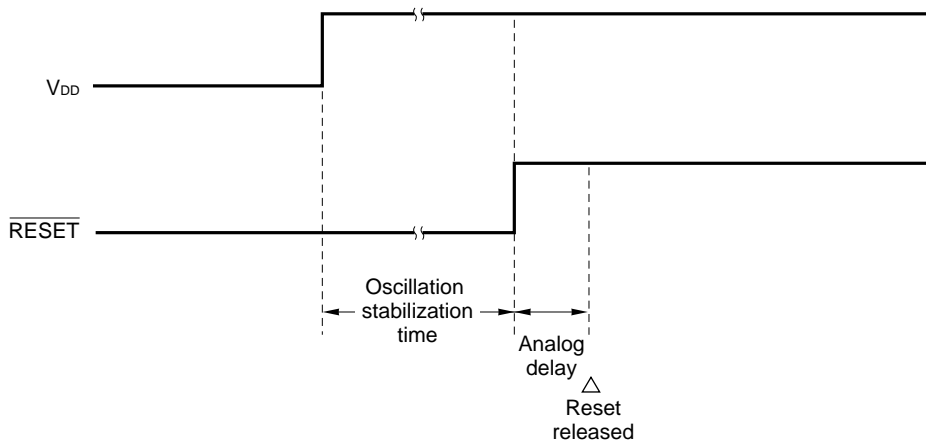 VDD
RESET
Oscillation
stabilization
time
Analog
delay
Reset
released